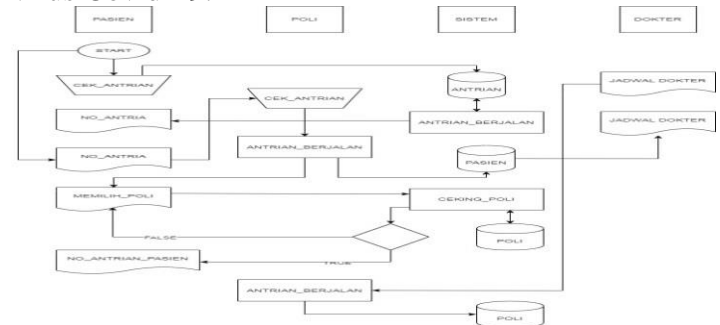 PASIEN POLI SISTEM DOKTER
START
CEK_ANTRIAN
CEK_ANTRIAN
ANTRIAN
JADWAL DOKTER
NO_ANTRIA
ANTRIAN_BERJALAN
JADWAL DOKTER
ANTRIAN_BERJALAN
NO_ANTRIA
PASIEN
MEMILIH_POLI
CEKING_POLI
FALSE
POLI
NO_ANTRIAN_PASIEN
TRUE
ANTRIAN_BERJALAN
POLI